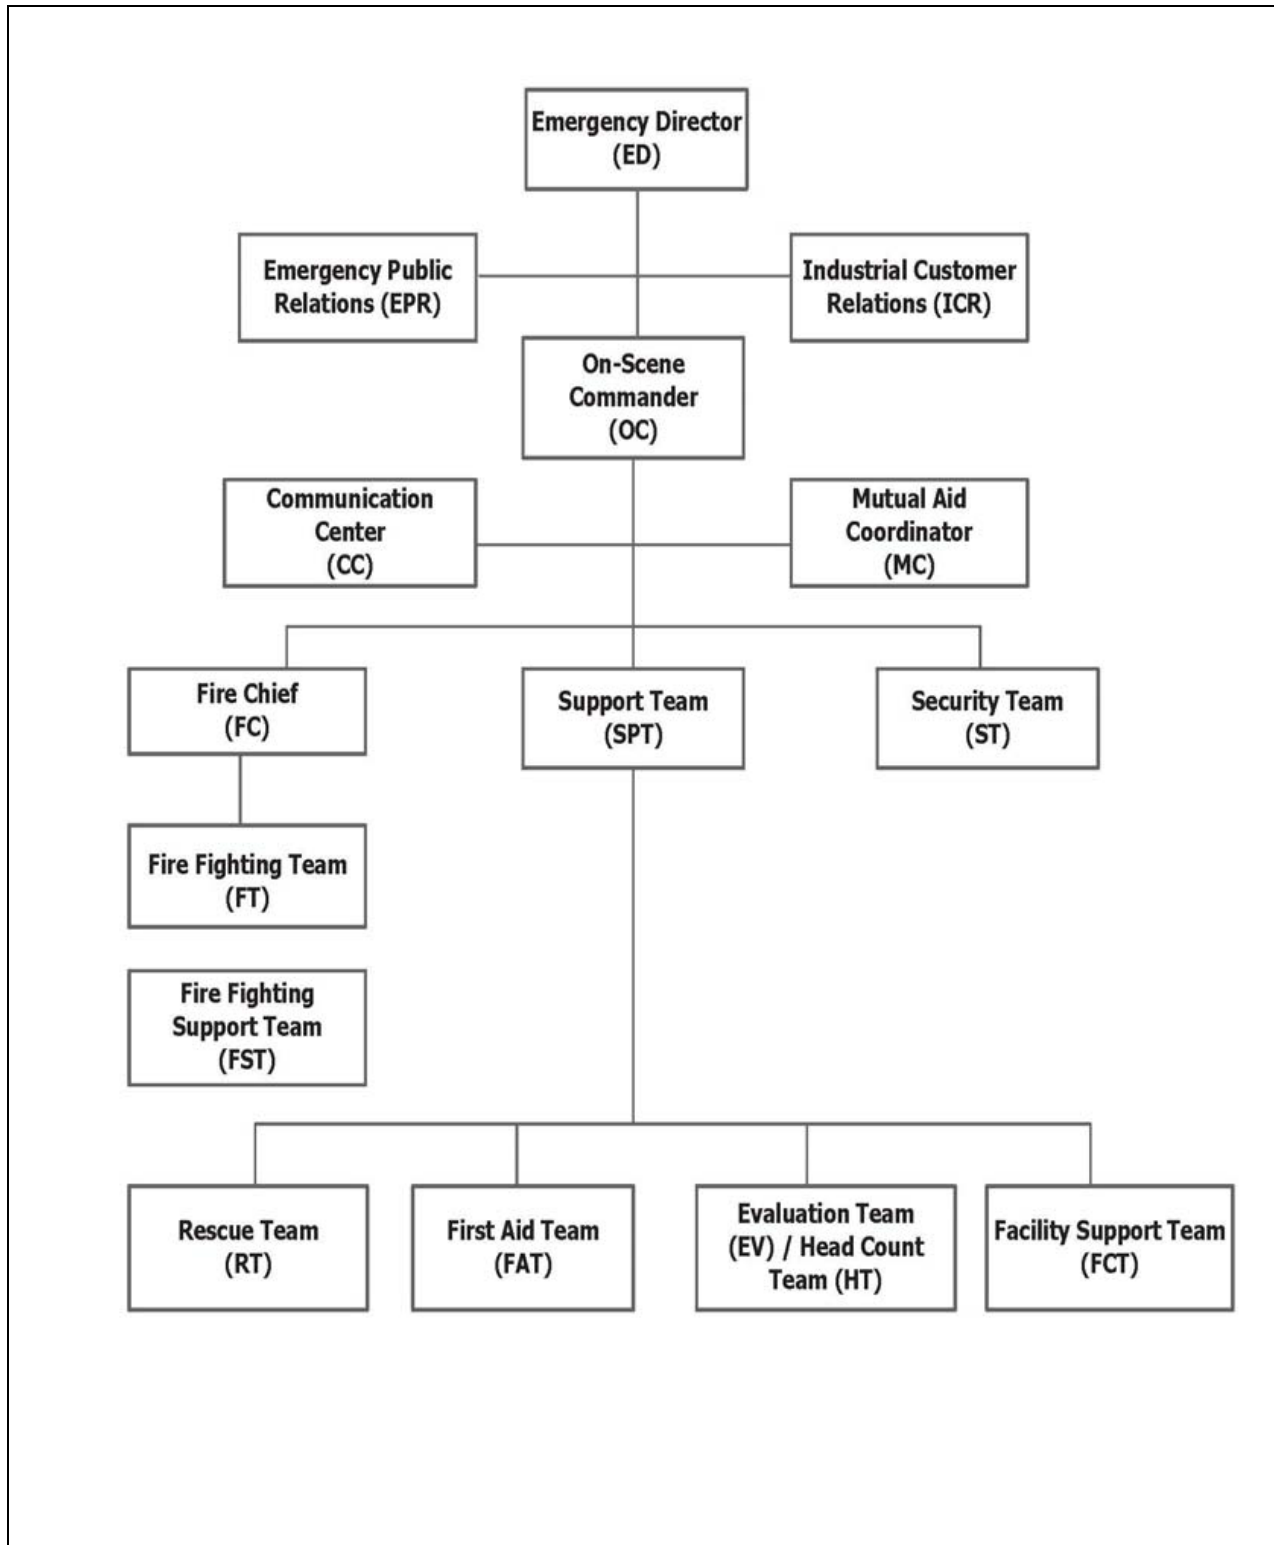 Emergency Director
(ED)
Emergency Public
Relations (EPR)
Industrial Customer
Relations (ICR)
On-Scene
Commander
(OC)
Communication
Center
(CC)
Mutual Aid
Coordinator
(MC)
Fire Chief
(FC)
Support Team
(SPT)
Security Team
(ST)
Fire Fighting Team
(FT)
Fire Fighting
Support Team
(FST)
Rescue Team
(RT)
First Aid Team
(FAT)
Evaluation Team
(EV) / Head Count
Team (HT)
Facility Support Team
(FCT)